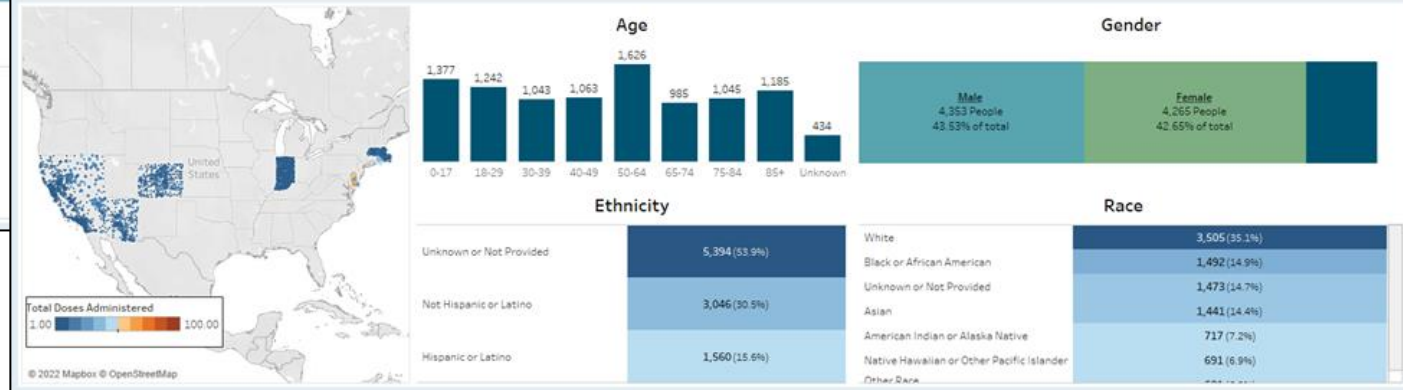 United
States
Total Doses Administered
1.00 100.00
© 2022 Mapbox © OpenStreetMap
Age
1,377
1,242
1,043
1,063
1,626
985
1,045
1,185
434
0-17 18-29 30-39 40-49 50-64 65-74 75-84 85+ Unknown
Gender
Male
4,353 People
43.53% of total
Female
4,265 People
42.65% of total
Ethnicity
Unknown or Not Provided 5,394 (53.9%)
Not Hispanic or Latino 3,046 (30.5%)
Hispanic or Latino 1,560 (15.6%)
Race
White 3,505 (35.1%)
Black or African American 1,492 (14.9%)
Unknown or Not Provided 1,473 (14.7%)
Asian 1,441 (14.4%)
American Indian or Alaska Native 717 (7.2%)
Native Hawaiian or Other Pacific Islander 691 (6.9%)
Other Race